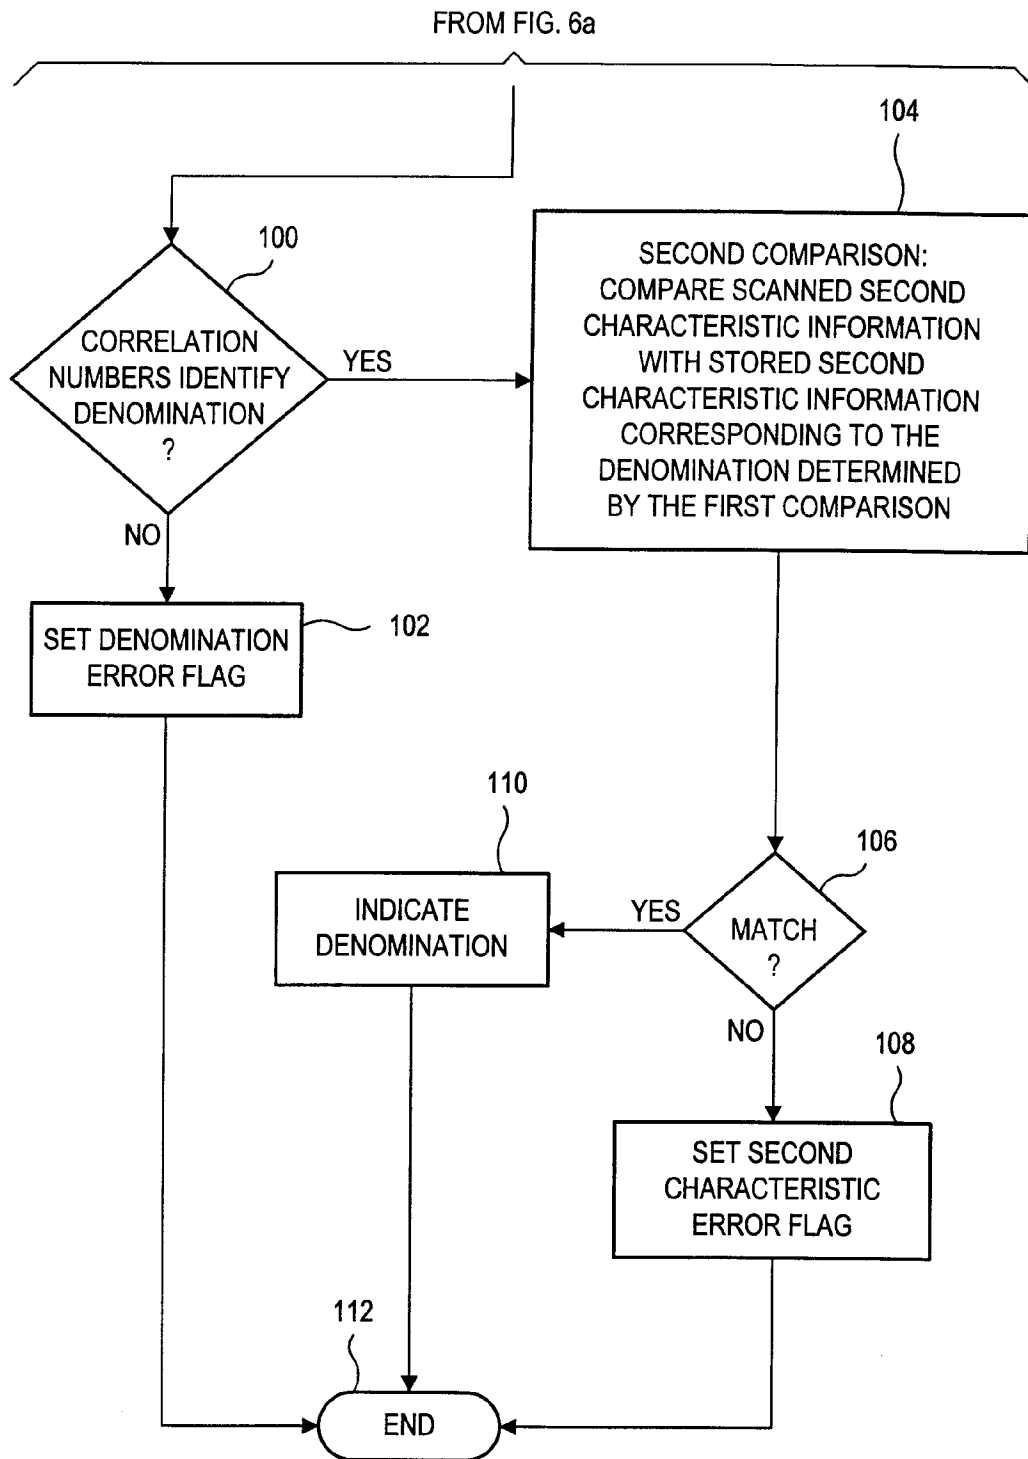 FROM FIG. 6a
104
100
CORRELATION
NUMBERS IDENTIFY
DENOMINATION
?
YES
SECOND COMPARISON:
COMPARE SCANNED SECOND
CHARACTERISTIC INFORMATION
WITH STORED SECOND
CHARACTERISTIC INFORMATION
CORRESPONDING TO THE
DENOMINATION DETERMINED
BY THE FIRST COMPARISON
NO
SET DENOMINATION
ERROR FLAG
102
110
INDICATE
DENOMINATION
YES
106
MATCH
?
NO
108
SET SECOND
CHARACTERISTIC
ERROR FLAG
112
END